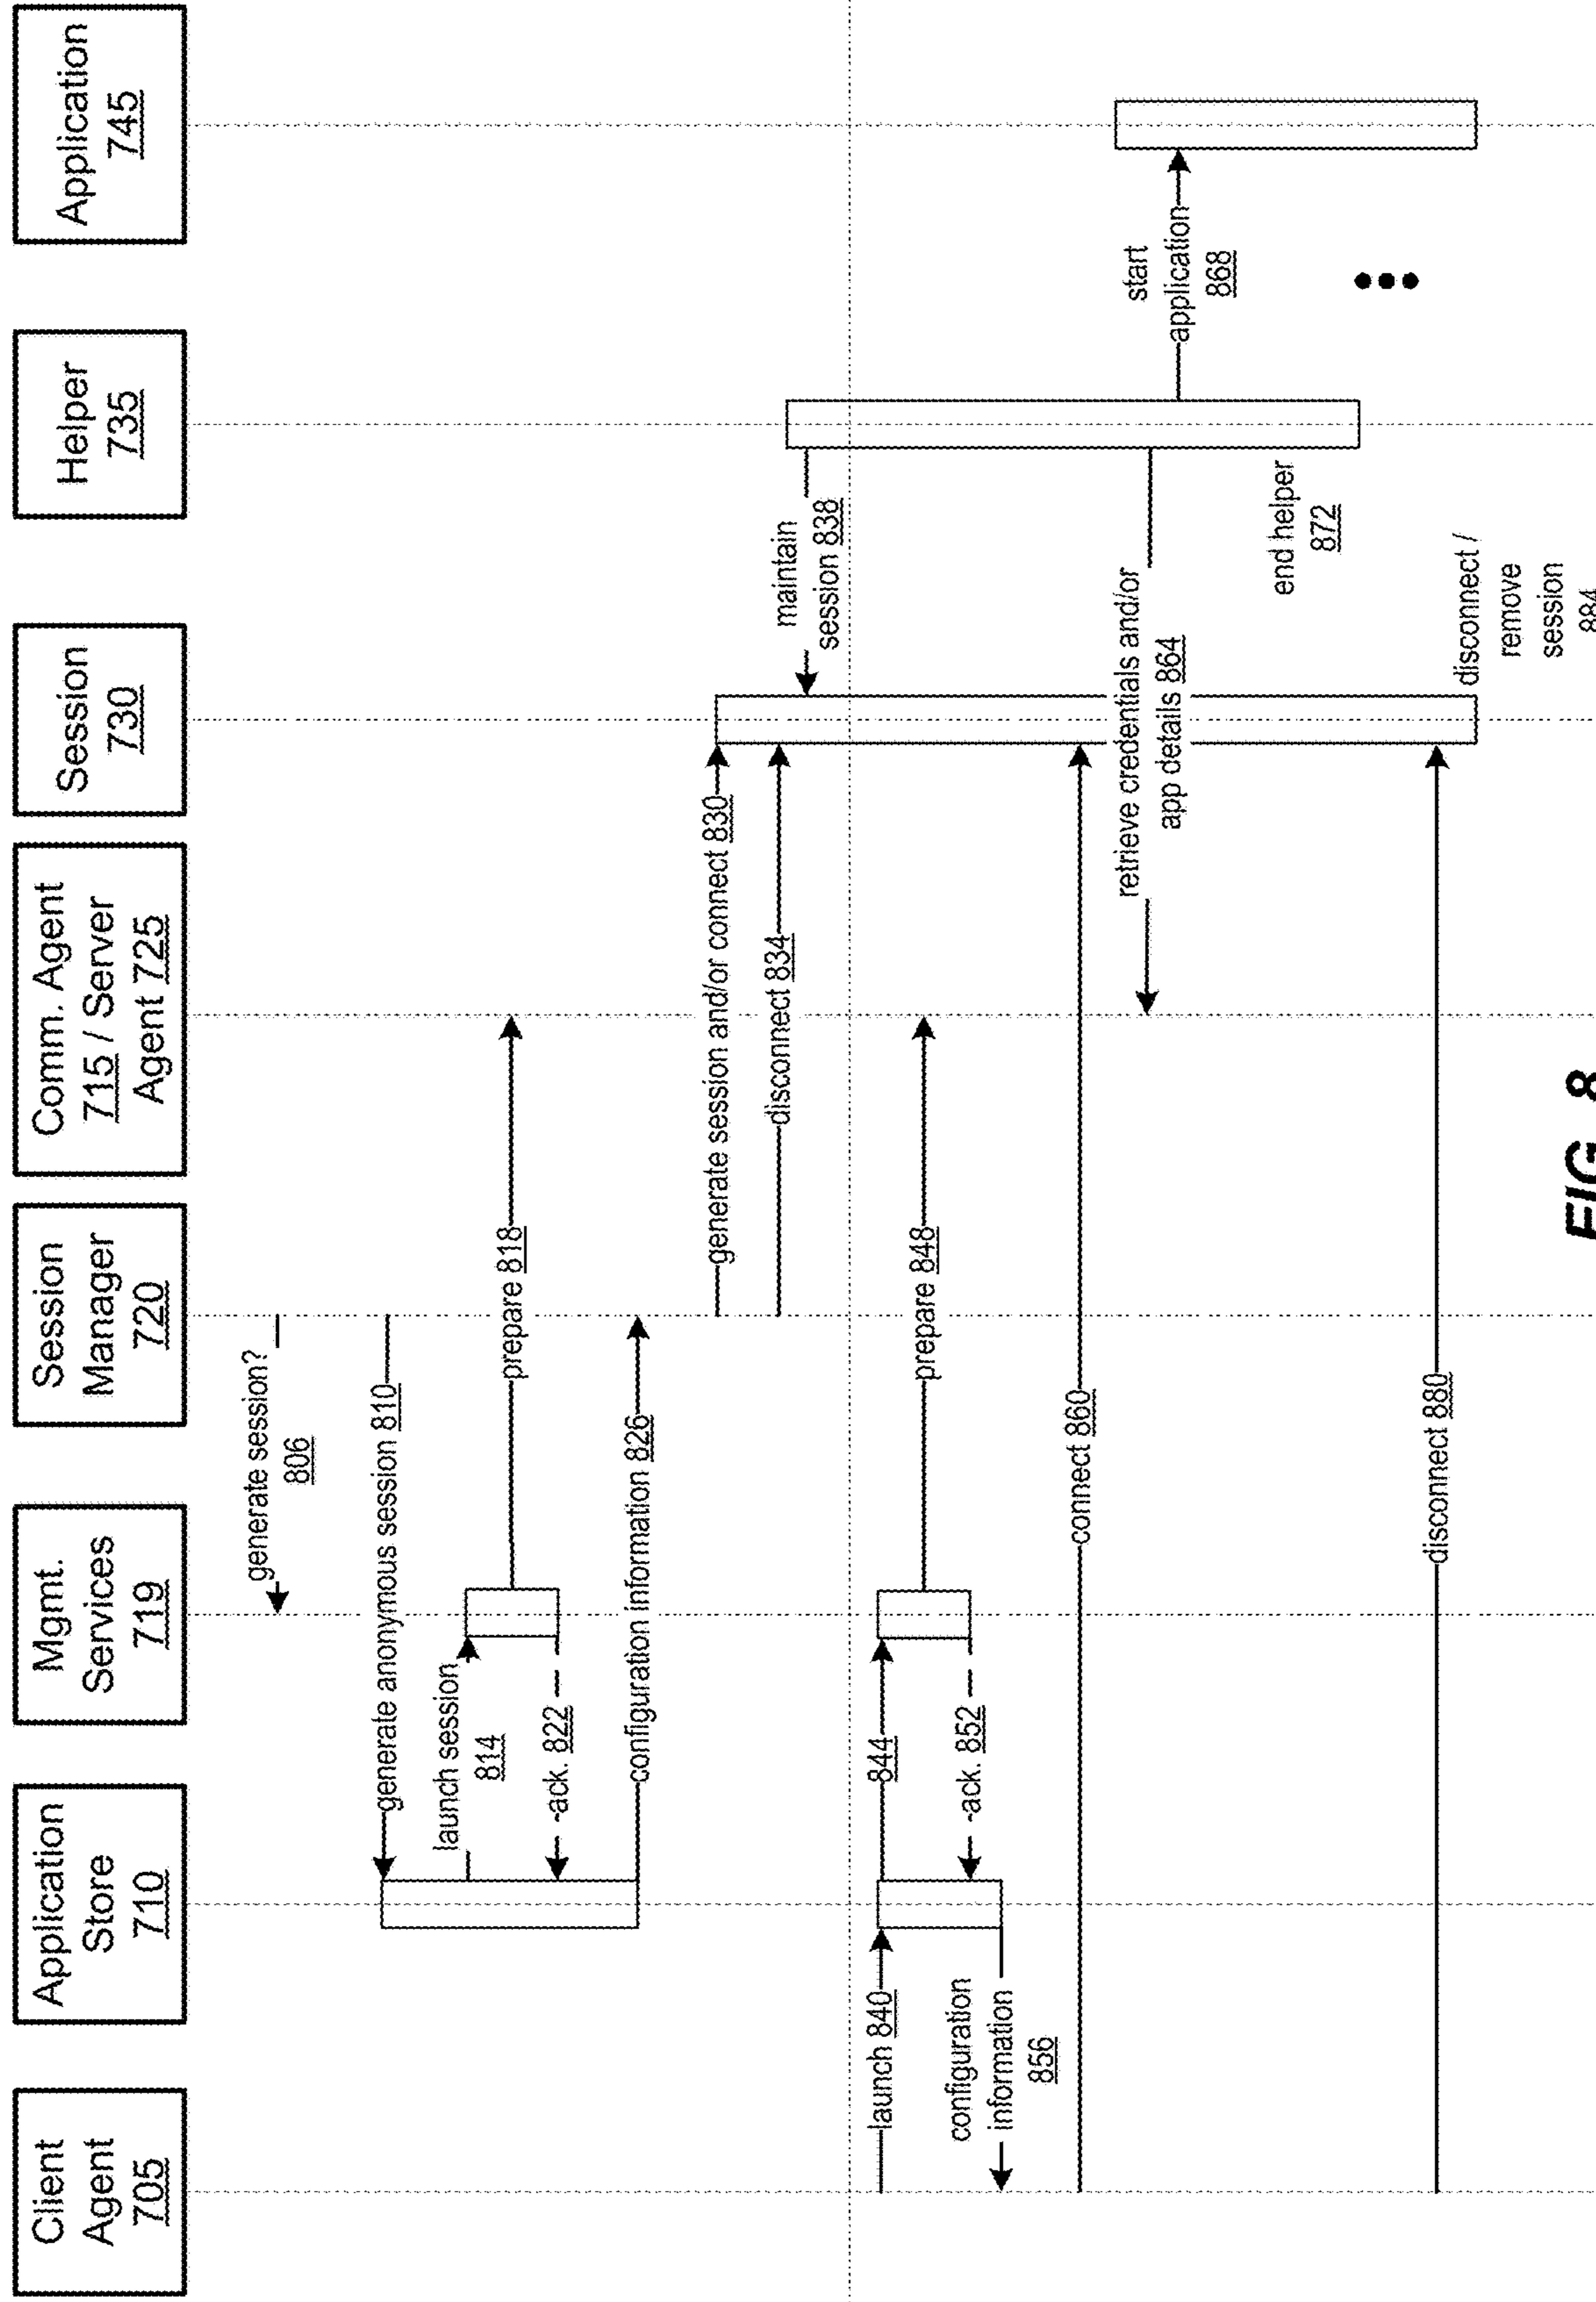 Client
Agent
705
Application
Store
710
Mgmt.
Services
719
Session
Manager
720
Comm. Agent
715 / Server
Agent 725
Session
730
Helper
735
Application
745
generate session?
806
generate anonymous session 810
launch session
814
prepare 818
-ack. 822
configuration information 826
generate session and/or connect 830
disconnect 834
maintain
session 838
launch 840
844
prepare 848
-ack. 852
configuration
information
856
connect 860
retrieve credentials and/or
app details 864
start
application
868
end helper
872
disconnect 880
disconnect /
remove
session
884
FIG. 8